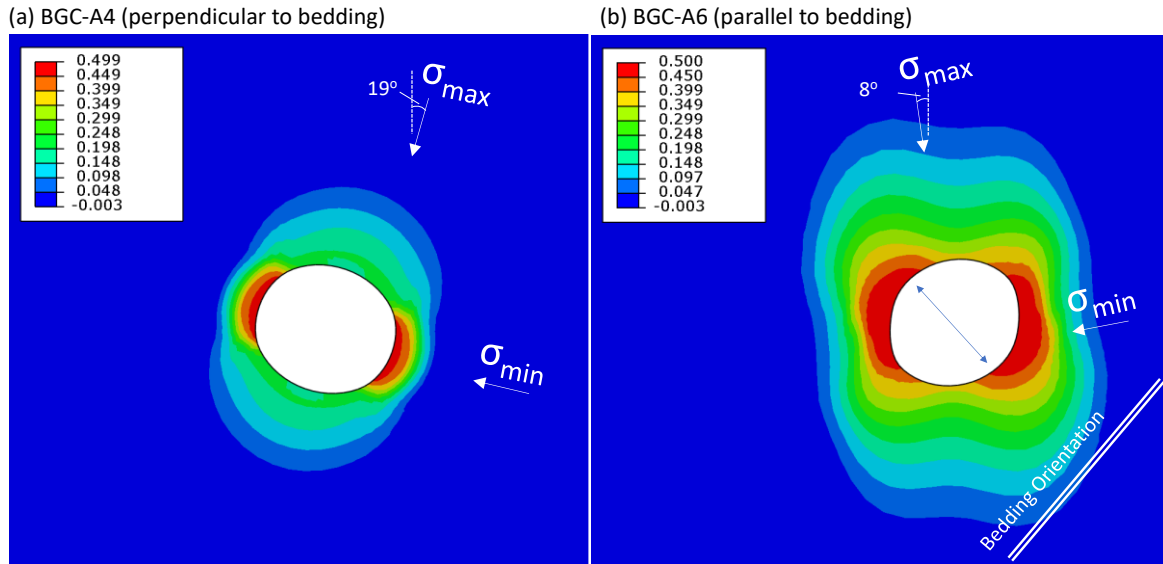 (a) BGC-A4 (perpendicular to bedding)
0.499
0.449
0.399
0.349
0.299
0.248
0.198
0.148
0.098
0.048
-0.003
19º
σmax
σmin
(b) BGC-A6 (parallel to bedding)
0.500
0.450
0.399
0.349
0.299
0.248
0.198
0.148
0.097
0.047
-0.003
8º
σmax
σmin
Bedding Orientation